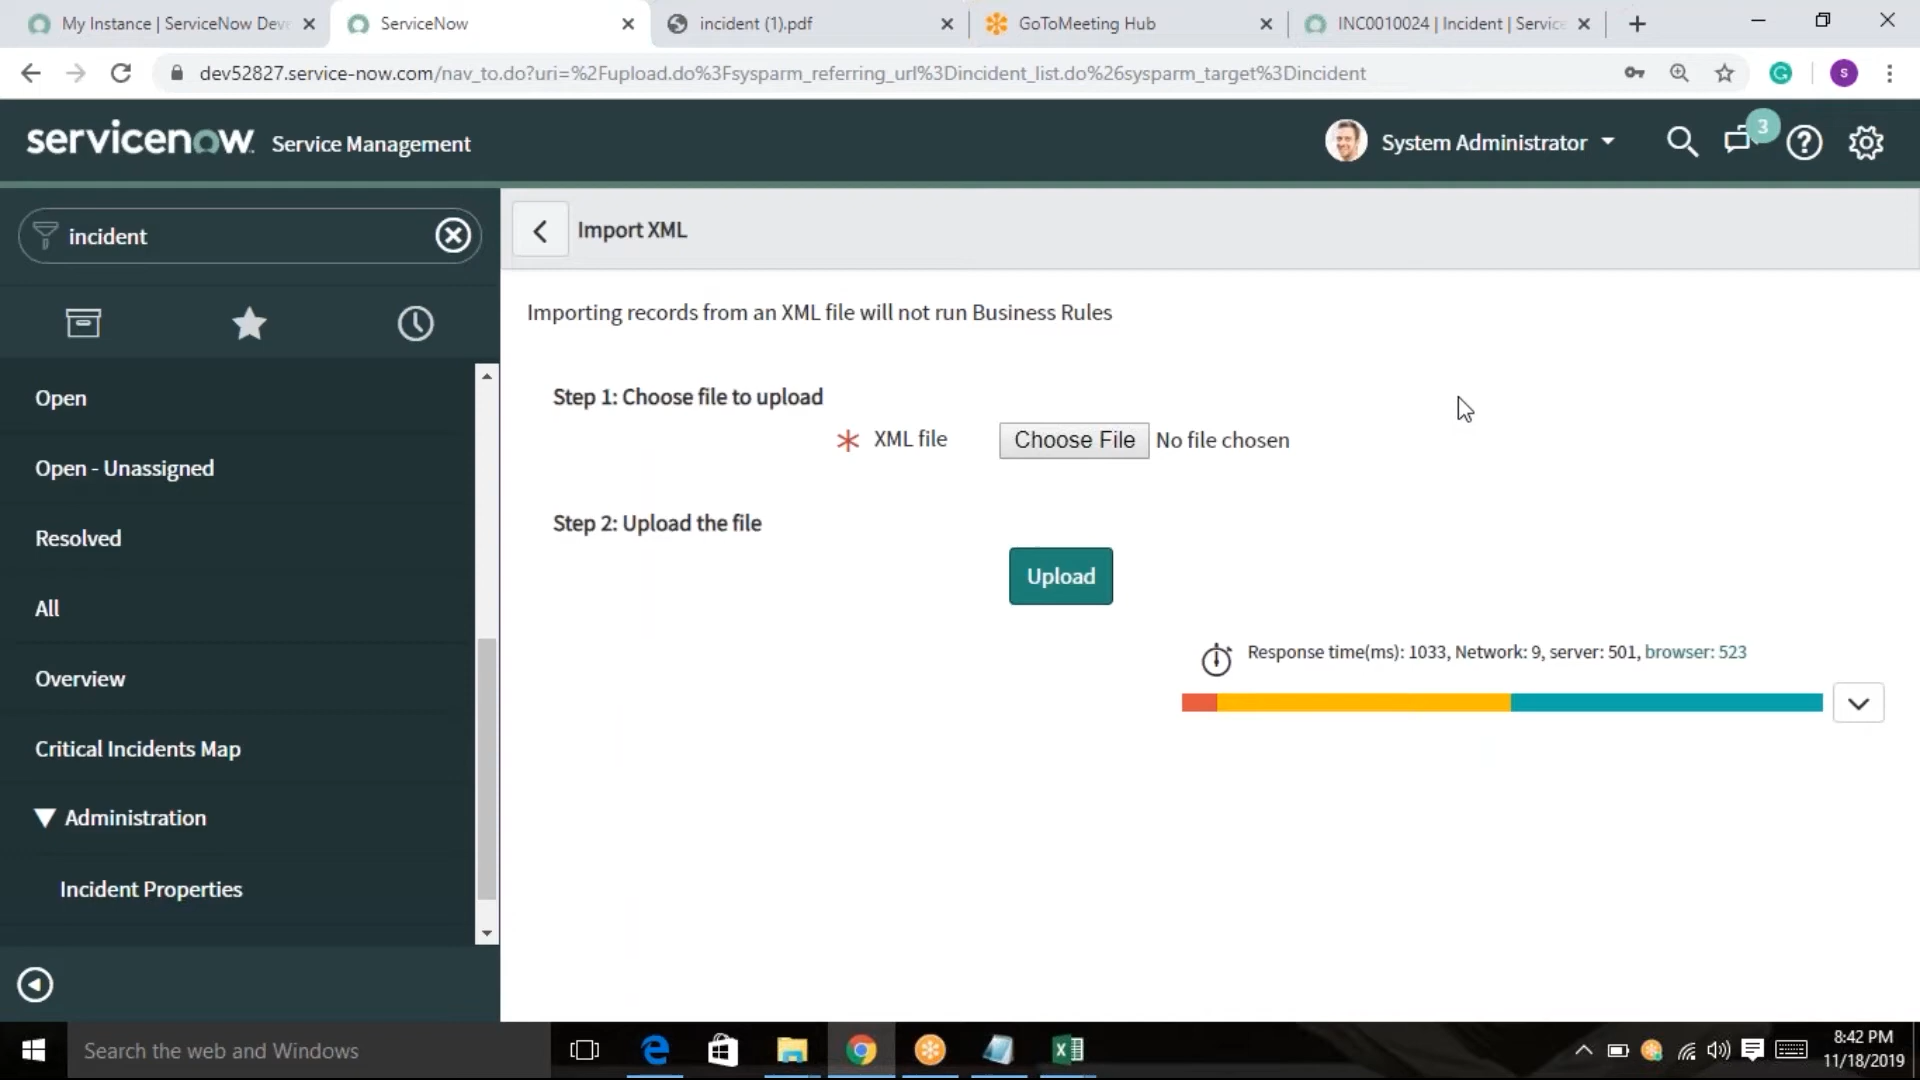 My Instance | ServiceNow Dev
ServiceNow
incident (1).pdf
GoToMeeting Hub
INC0010024 | Incident | Service
dev52827.service-now.com/nav_to.do?uri=%2Fupload.do%3Fsysparm_referring_url%3Dincident_list.do%26sysparm_target%3Dincident
S
servicenow Service Management
System Administrator
3
incident
Import XML
Importing records from an XML file will not run Business Rules
Open
Step 1: Choose file to upload
XML file Choose File No file chosen
Open - Unassigned
Step 2: Upload the file
Resolved
Upload
All
Response time(ms): 1033, Network: 9, server: 501, browser: 523
Overview
Critical Incidents Map
Administration
Incident Properties
Search the web and Windows
8:42 PM
11/18/2019